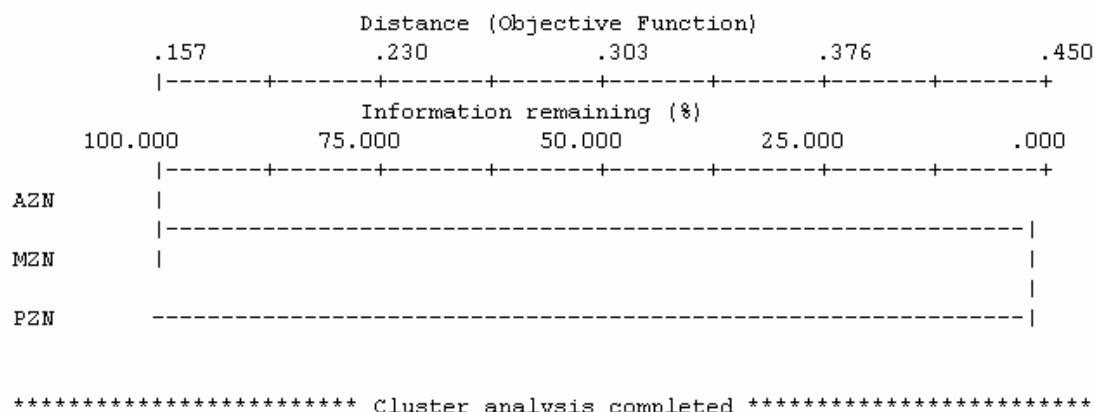 Distance (Objective Function)
.157 .230 .303 .376 .450
|-------+-------+-------+-------+-------+-------+-------+-------+
Information remaining (%)
100.000 75.000 50.000 25.000 .000
|-------+-------+-------+-------+-------+-------+-------+-------+
AZN |
|--------------------------------------------------------------|
MZN | |
|
PZN ---------------------------------------------------------------|
************************* Cluster analysis completed *************************